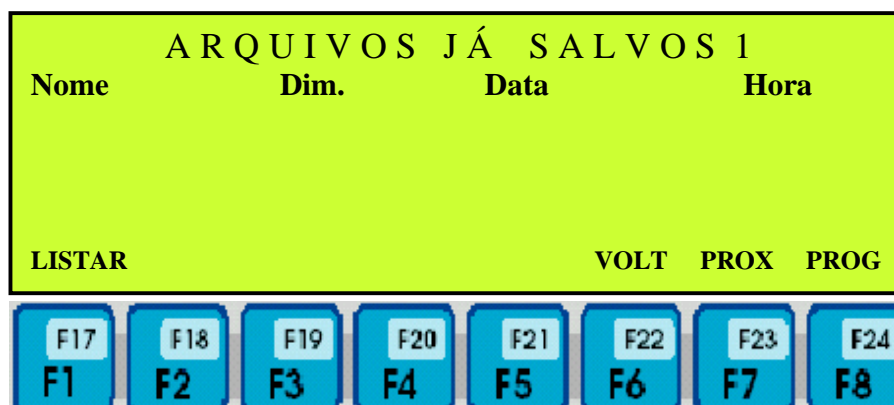 A R Q U I V O S J Á S A L V O S 1
Nome Dim. Data Hora
LISTAR VOLT PROX PROG
F17 F18 F19 F20 F21 F22 F23 F24
F1 F2 F3 F4 F5 F6 F7 F8